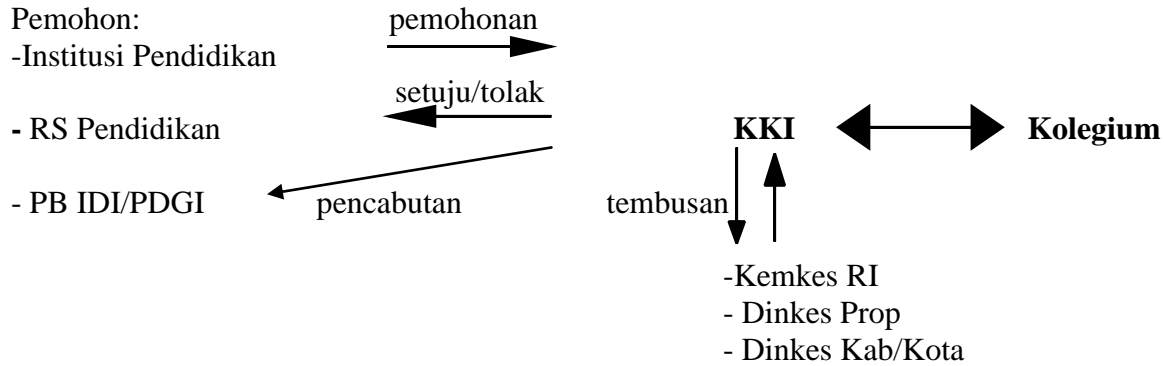 Pemohon:
pemohonan
-Institusi Pendidikan
setuju/tolak
- RS Pendidikan
KKI
Kolegium
- PB IDI/PDGI
pencabutan
tembusan
-Kemkes RI
- Dinkes Prop
- Dinkes Kab/Kota